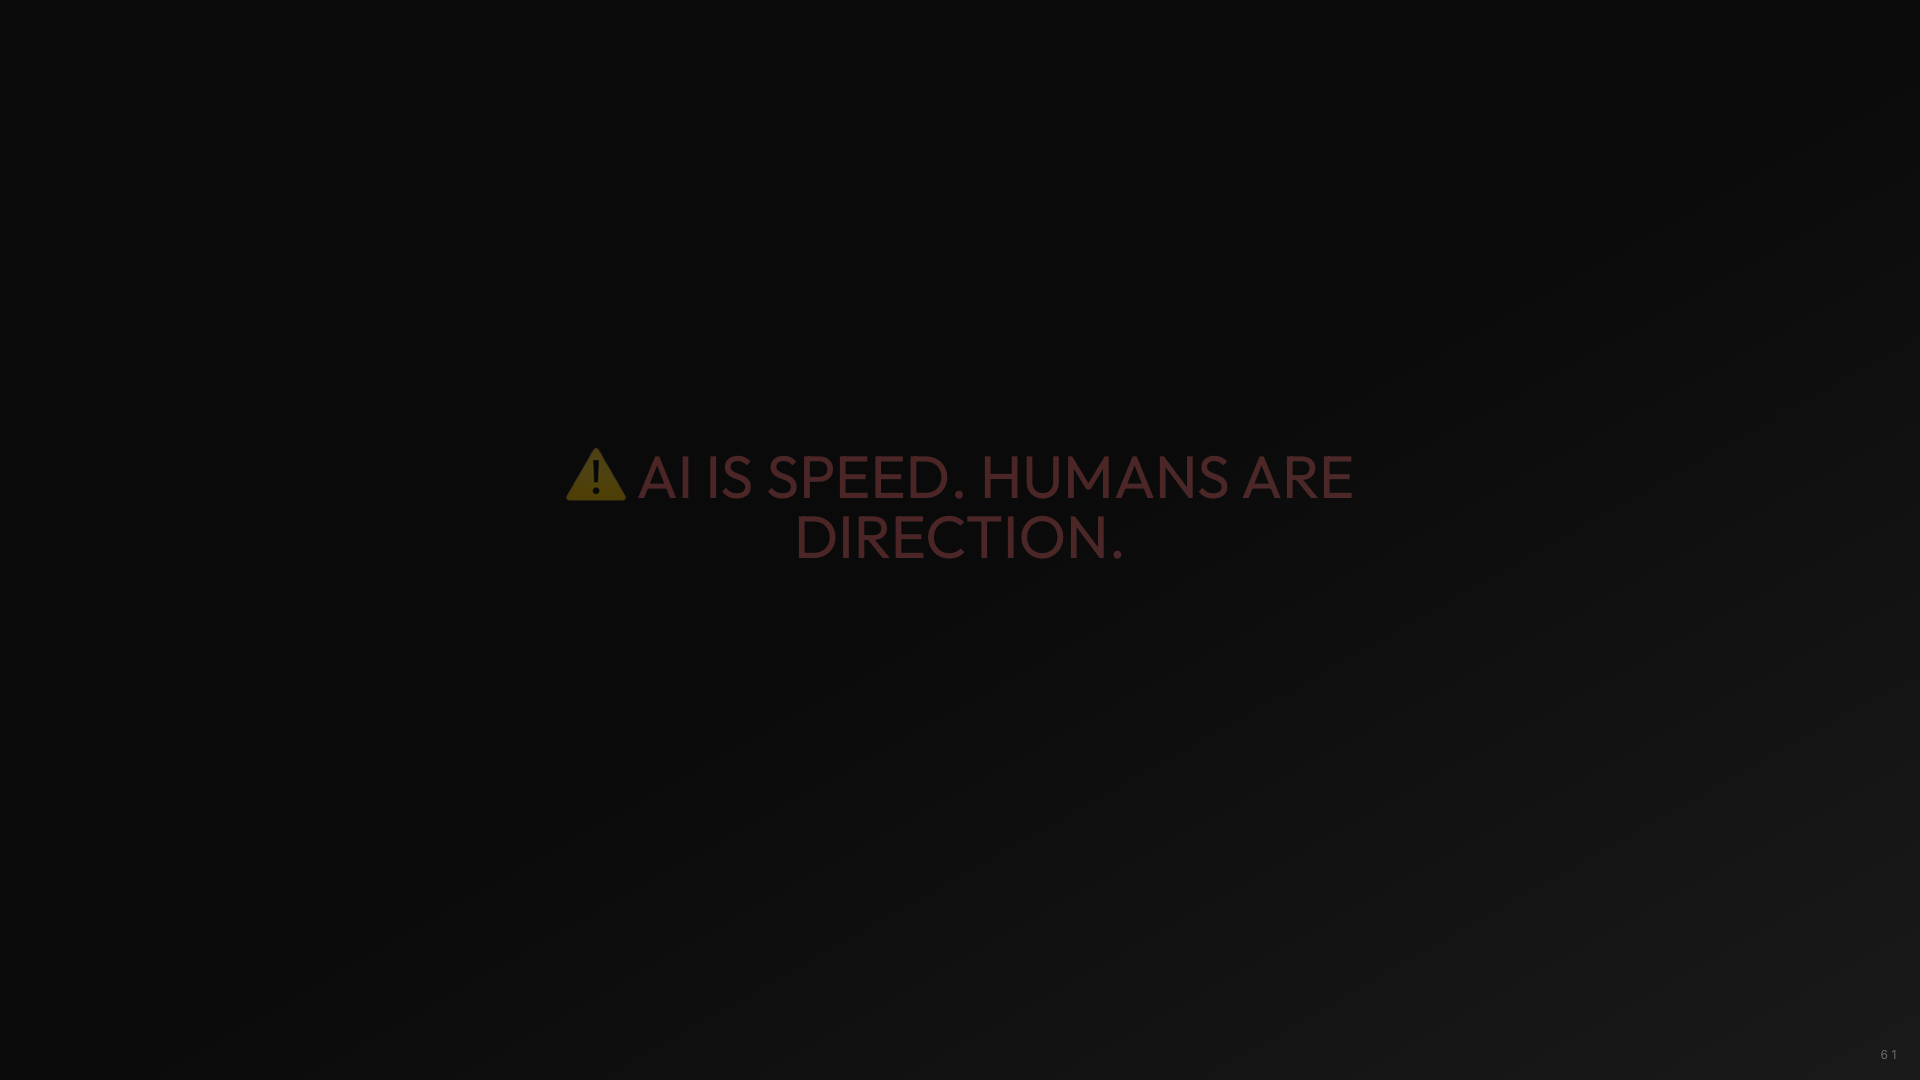 ⚠️ AI IS SPEED. HUMANS ARE
DIRECTION.
61